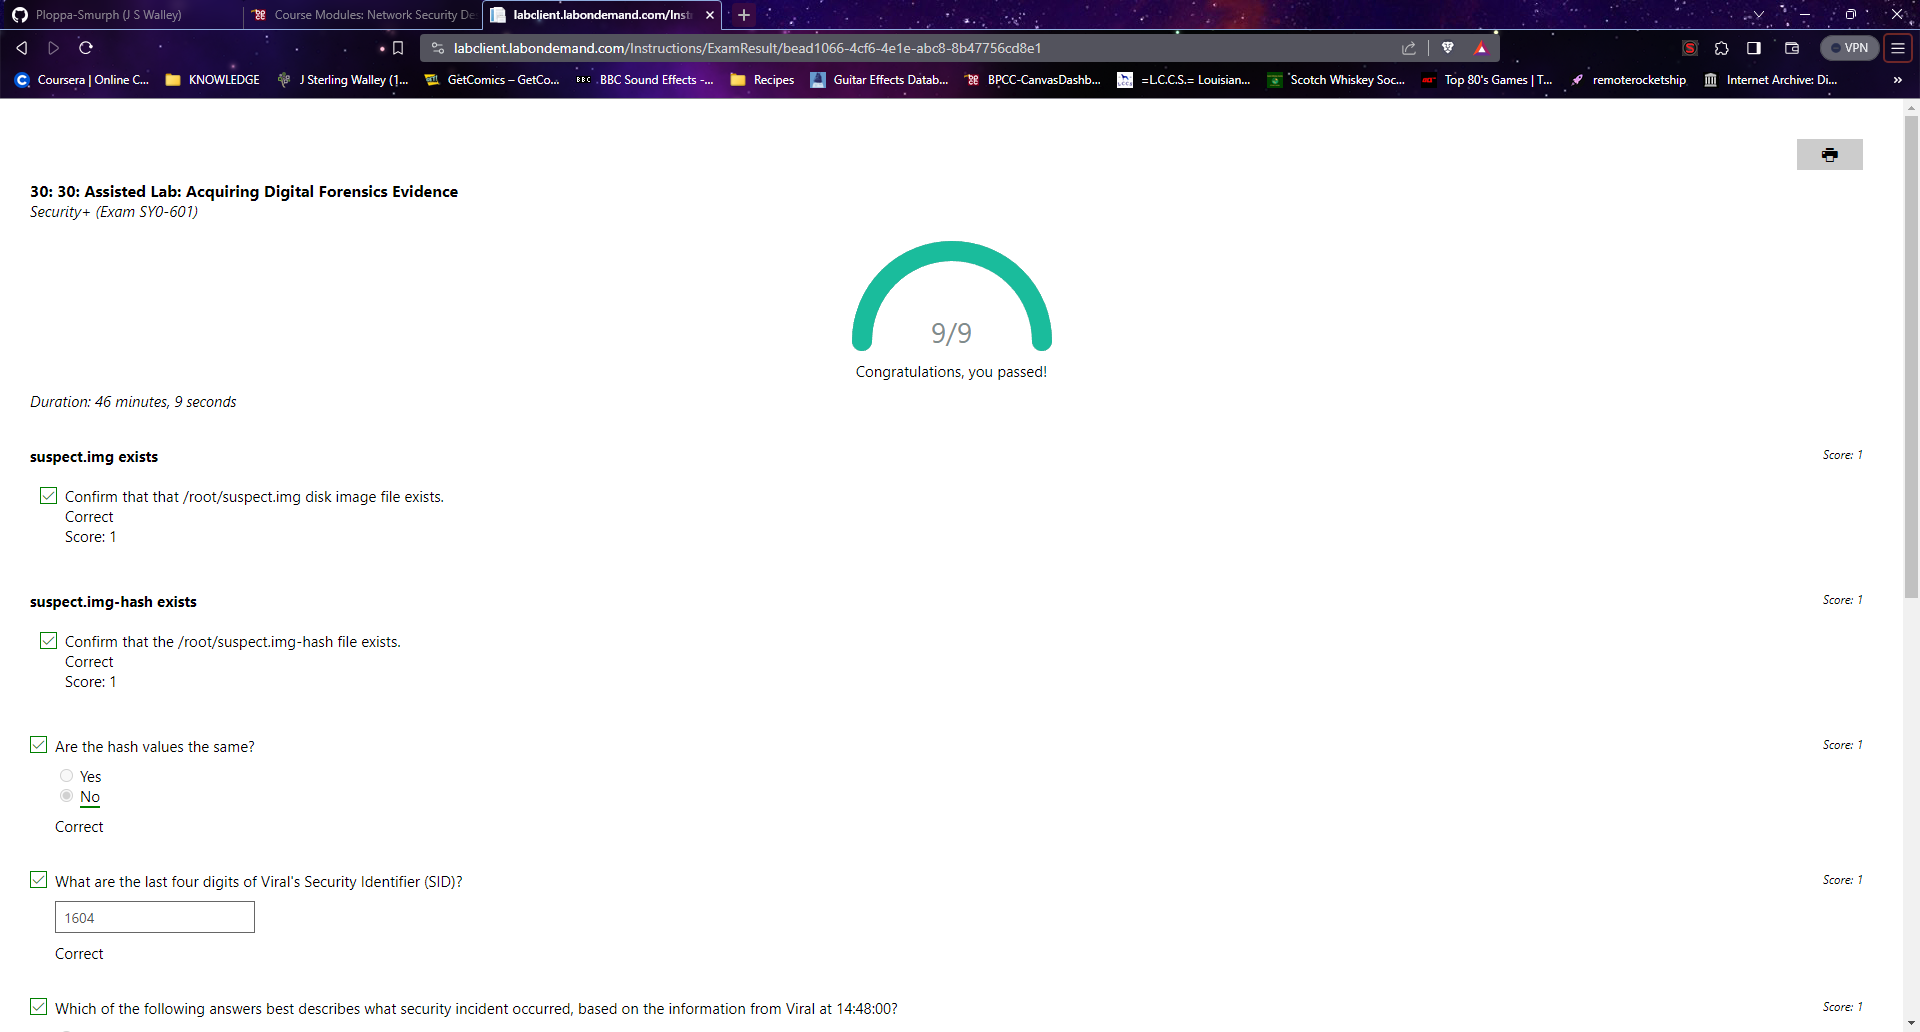 Ploppa-Smurph (J S Walley)
Course Modules: Network Security De
labclient.labondemand.com/Inst
labclient.labondemand.com/Instructions/ExamResult/bead1066-4cf6-4e1e-abc8-8b47756cd8e1
VPN
Coursera | Online C...
KNOWLEDGE
J Sterling Walley (1...
GetComics – GetCo...
BBC
BBC Sound Effects -...
Recipes
Guitar Effects Datab...
BPCC-CanvasDashb...
=L.C.C.S.= Louisian...
Scotch Whiskey Soc...
Top 80's Games | T...
remoterocketship
Internet Archive: Di...
30: 30: Assisted Lab: Acquiring Digital Forensics Evidence
Security+ (Exam SY0-601)
9/9
Congratulations, you passed!
Duration: 46 minutes, 9 seconds
suspect.img exists
Score: 1
Confirm that that /root/suspect.img disk image file exists.
Correct
Score: 1
suspect.img-hash exists
Score: 1
Confirm that the /root/suspect.img-hash file exists.
Correct
Score: 1
Are the hash values the same?
Score: 1
Yes
No
Correct
What are the last four digits of Viral's Security Identifier (SID)?
Score: 1
1604
Correct
Which of the following answers best describes what security incident occurred, based on the information from Viral at 14:48:00?
Score: 1